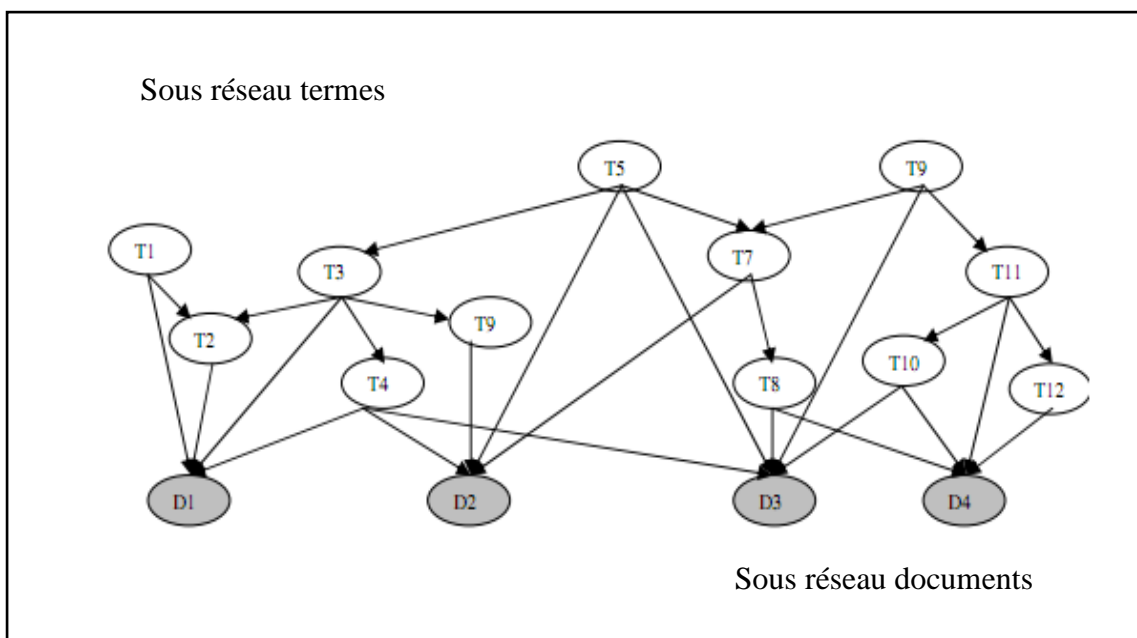 Sous réseau termes
T5
T9
T1
T3
T7
T11
T2
T9
T4
T8
T10
T12
D1
D2
D3
D4
Sous réseau documents